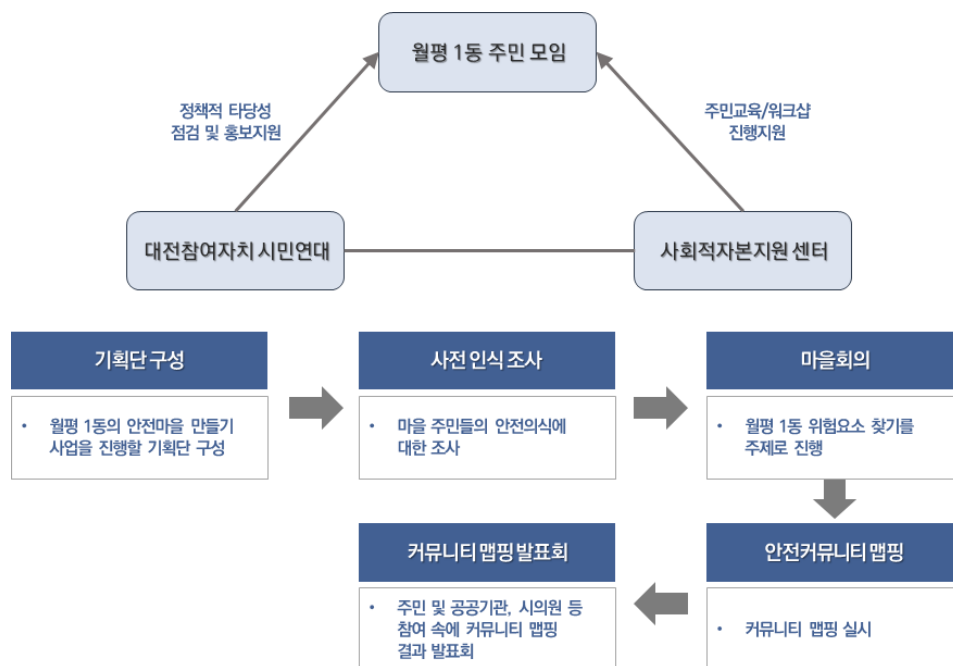 월평 1동 주민 모임
정책적 타당성
점검 및 홍보지원
주민교육/워크샵
진행지원
대전참여자치 시민연대
사회적자본지원 센터
기획단 구성
• 월평 1동의 안전마을 만들기
사업을 진행할 기획단 구성
사전 인식 조사
• 마을 주민들의 안전의식에
대한 조사
마을회의
• 월평 1동 위험요소 찾기를
주제로 진행
안전커뮤니티 맵핑
• 커뮤니티 맵핑 실시
커뮤니티 맵핑 발표회
• 주민 및 공공기관, 시의원 등
참여 속에 커뮤니티 맵핑
결과 발표회